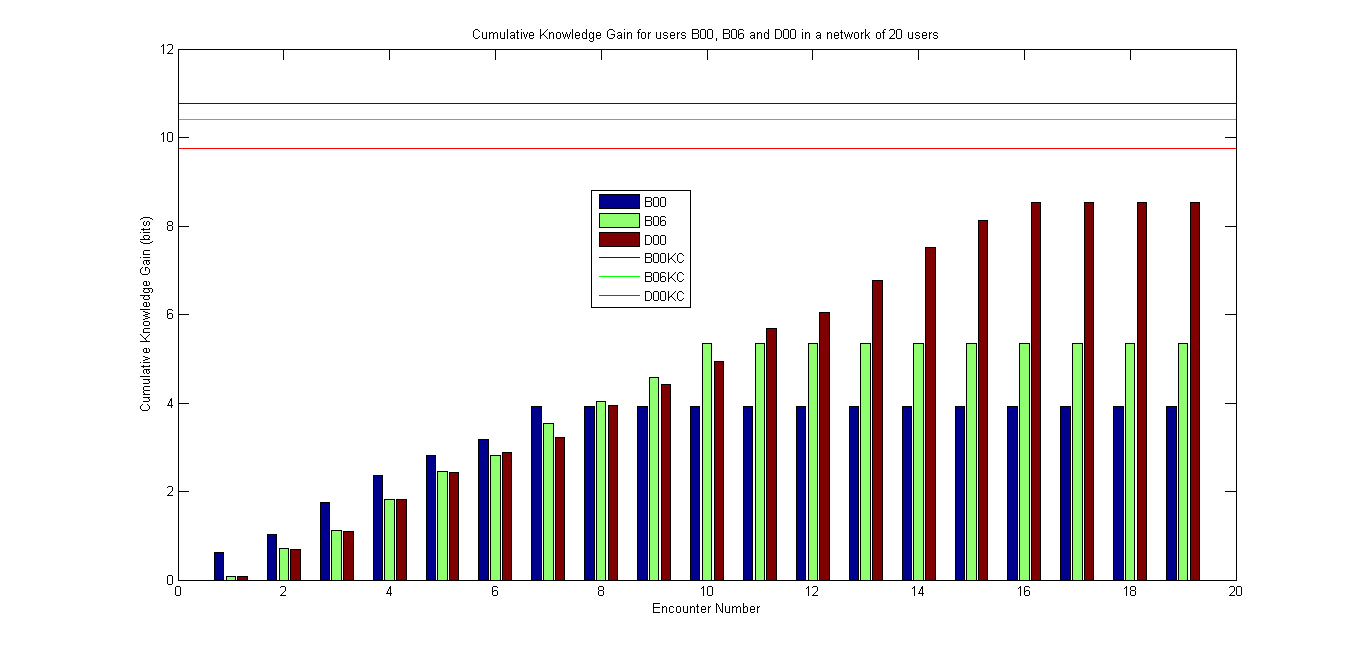 Cumulative Knowledge Gain for users B00, B06 and D00 in a network of 20 users
12
10
8
6
4
2
0
Cumulative Knowledge Gain (bits)
B00
B06
D00
B00KC
B06KC
D00KC
0 2 4 6 8 10 12 14 16 18 20
Encounter Number